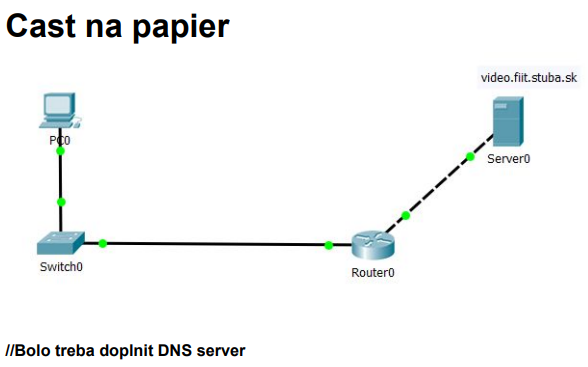 Cast na papier
video.fiit.stuba.sk
PC0
Server0
Switch0
Router0
//Bolo treba doplnit DNS server